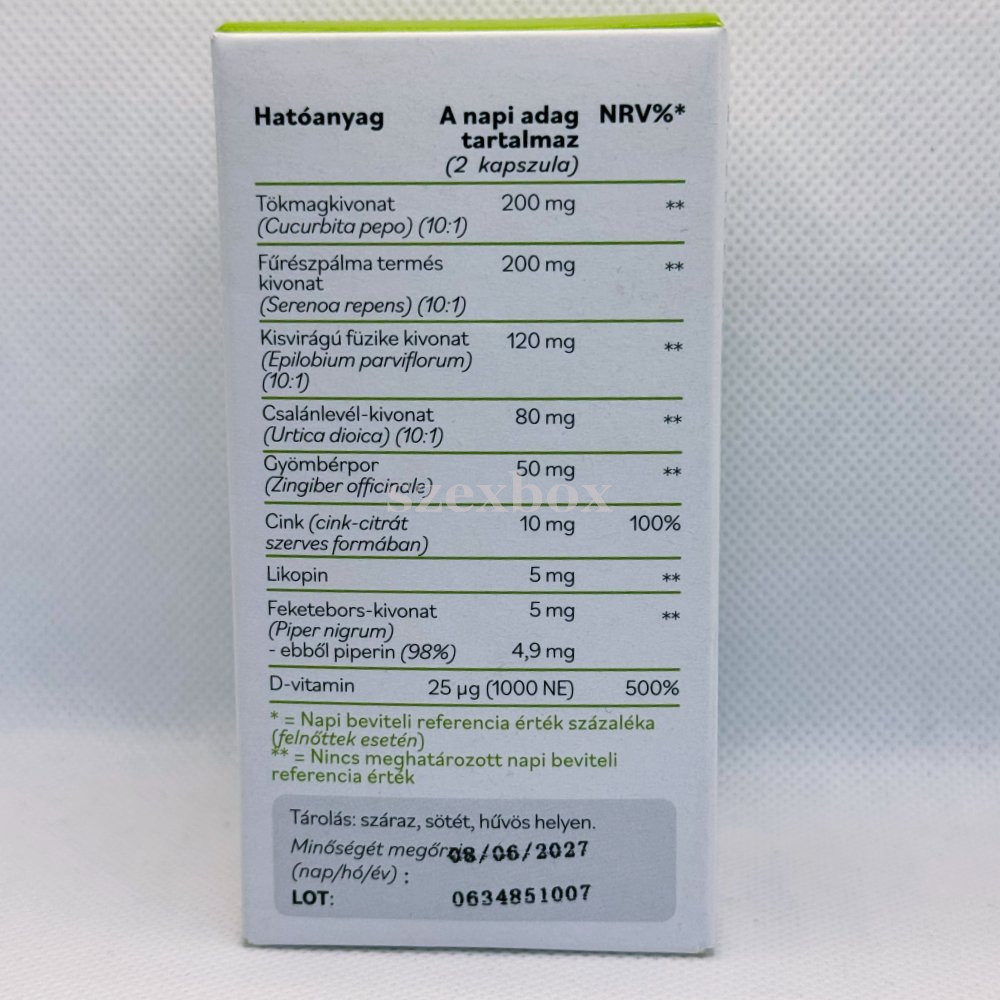 Hatóanyag A napi adag NRV%*
tartalmaz
(2 kapszula)
Tökmagkivonat 200 mg **
(Cucurbita pepo) (10:1)
Fűrészpálma termés 200 mg **
kivonat
(Serenoa repens) (10:1)
Kisvirágú füzike kivonat 120 mg **
(Epilobium parviflorum)
(10:1)
Csalánlevél-kivonat 80 mg **
(Urtica dioica) (10:1)
Gyömbérpor 50 mg **
(Zingiber officinale)
szexbox
Cink (cink-citrát 10 mg 100%
szerves formában)
Likopin 5 mg **
Feketebors-kivonat 5 mg **
(Piper nigrum)
- ebből piperin (98%) 4,9 mg
D-vitamin 25 µg (1000 NE) 500%
* = Napi beviteli referencia érték százaléka
(felnőttek esetén)
** = Nincs meghatározott napi beviteli
referencia érték
Tárolás: száraz, sötét, hűvös helyen.
Minőségét 08/06/2027
(nap/hó/év) :
LOT: 0634851007